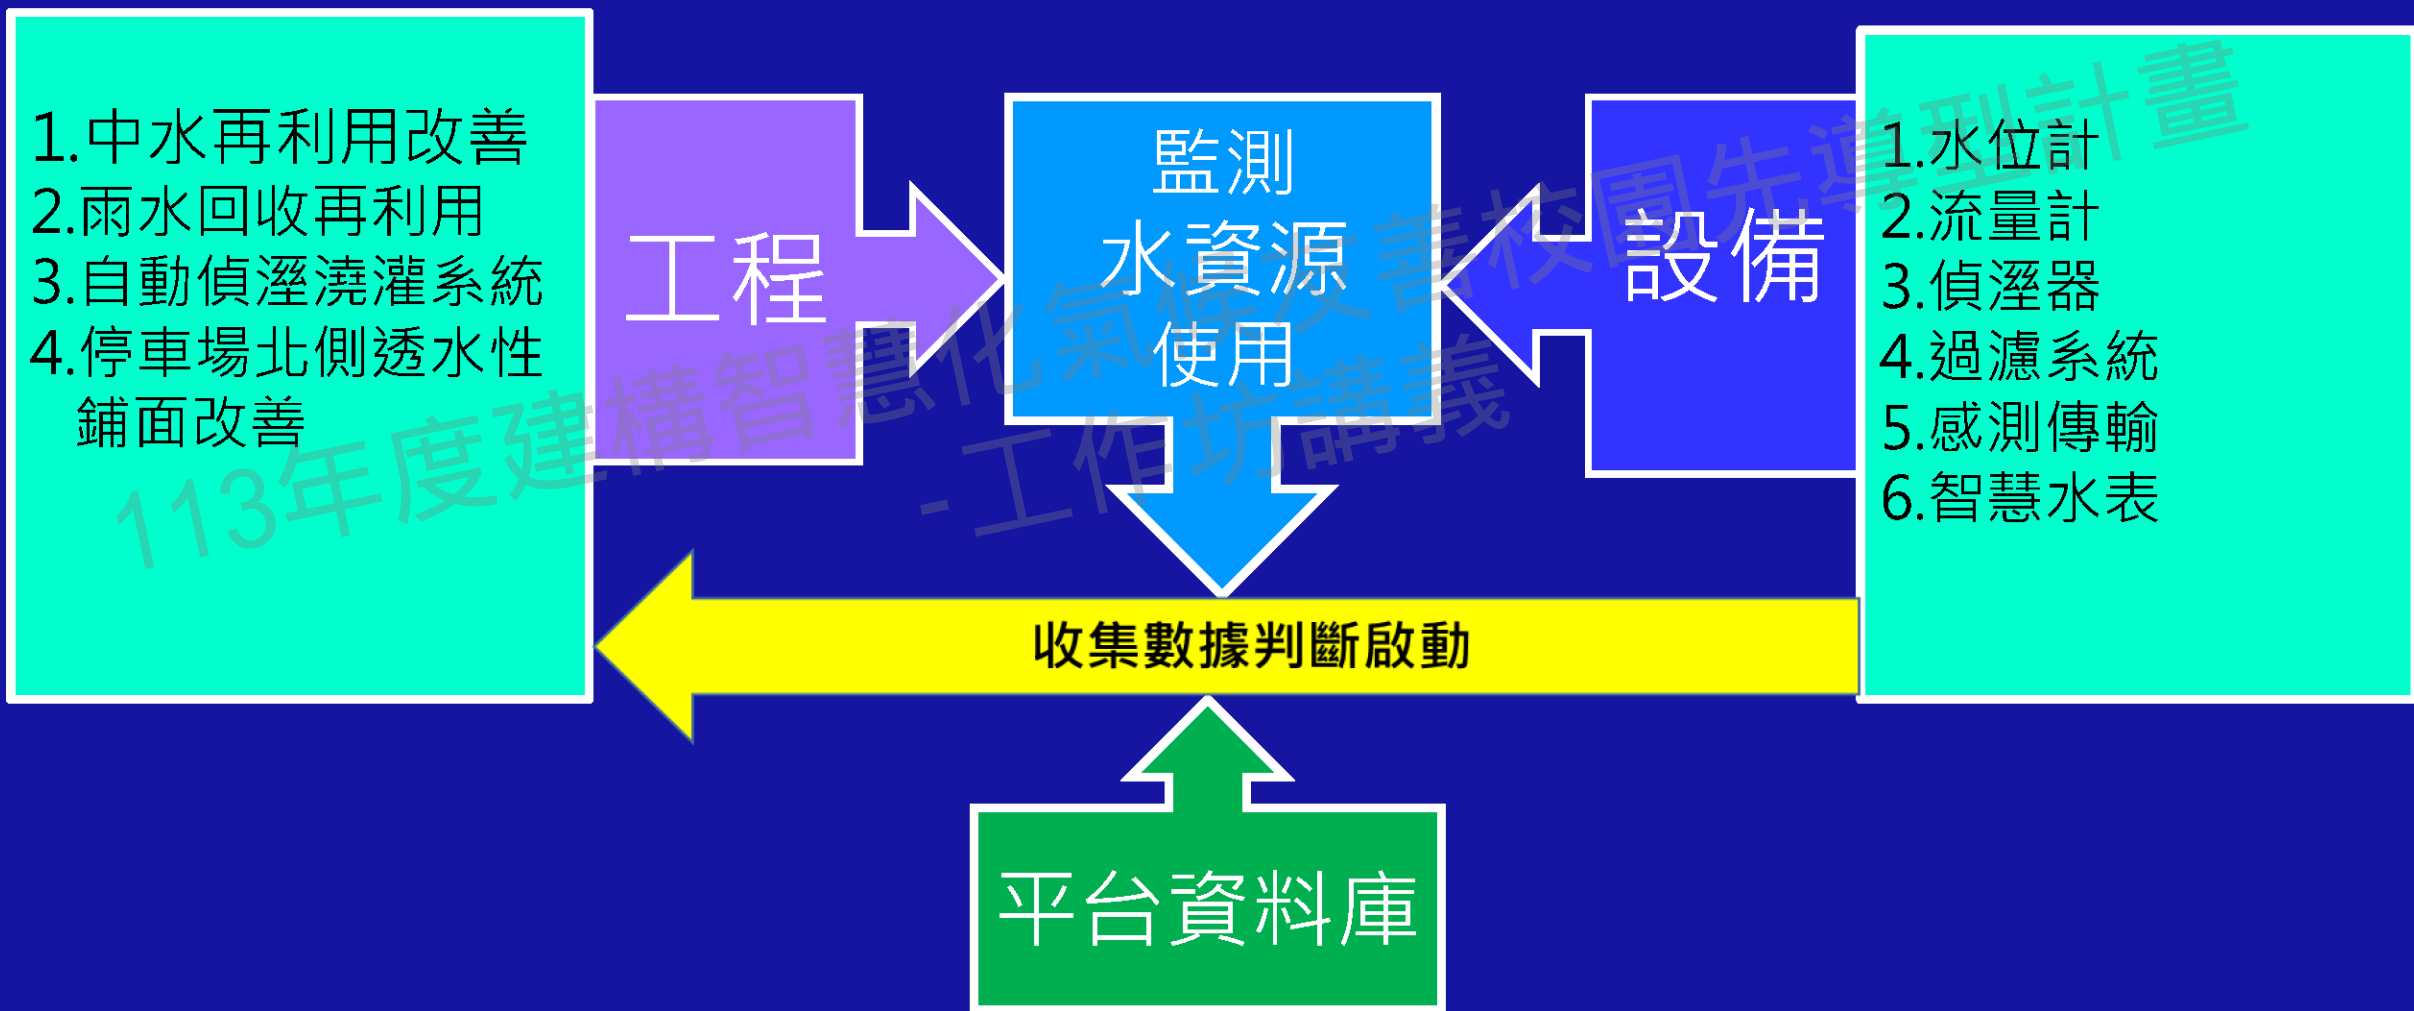 1.中水再利用改善
2.雨水回收再利用
3.自動偵溼澆灌系統
4.停車場北側透水性
鋪面改善
工程
監測
水資源
使用
設備
1.水位計
2.流量計
3.偵溼器
4.過濾系統
5.感測傳輸
6.智慧水表
收集數據判斷啟動
平台資料庫
113年度建構智慧化氣候友善校園先導型計畫
-工作坊講義